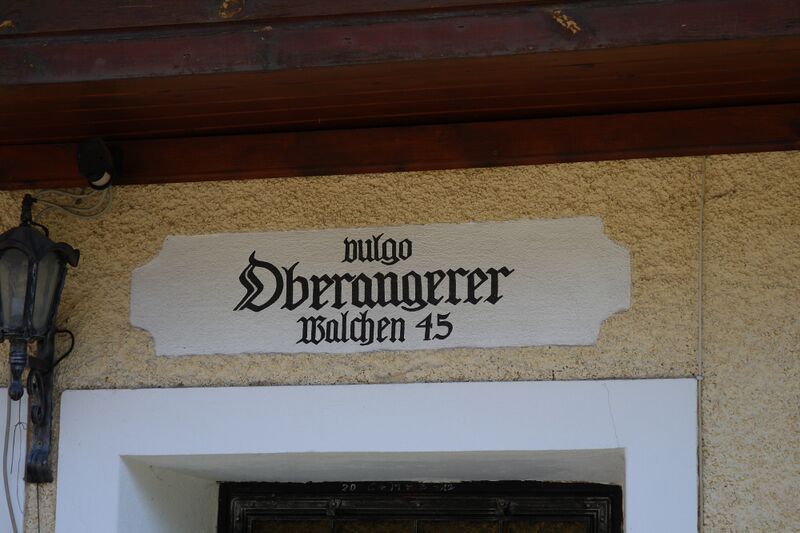 vulgo
Oberangerer
Walchen 45